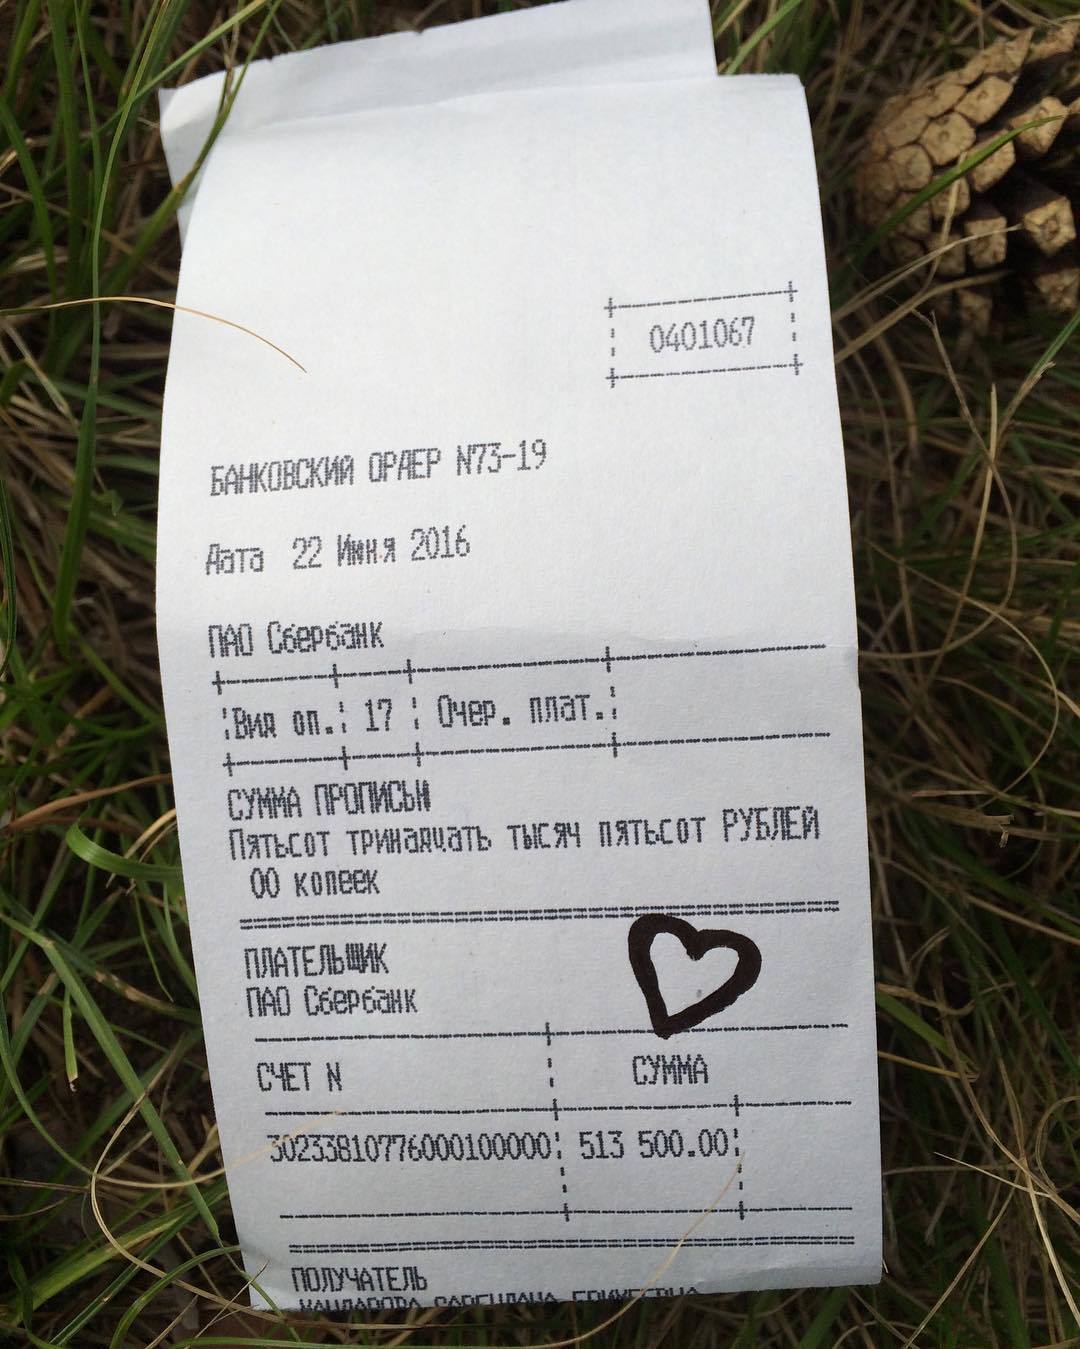 0401067
БАНКОВСКИЙ ОРДЕР N73-19
Дата 22 Июня 2016
ПАО Сбербанк
Вид оп. 17 Очер. плат.
СУММА ПРОПИСЬЮ
Пятьсот тринадцать тысяч пятьсот РУБЛЕЙ
00 копеек
ПЛАТЕЛЬЩИК
ПАО Сбербанк
СЧЕТ N СУММА
30233810776000100000 513 500.00
ПОЛУЧАТЕЛЬ